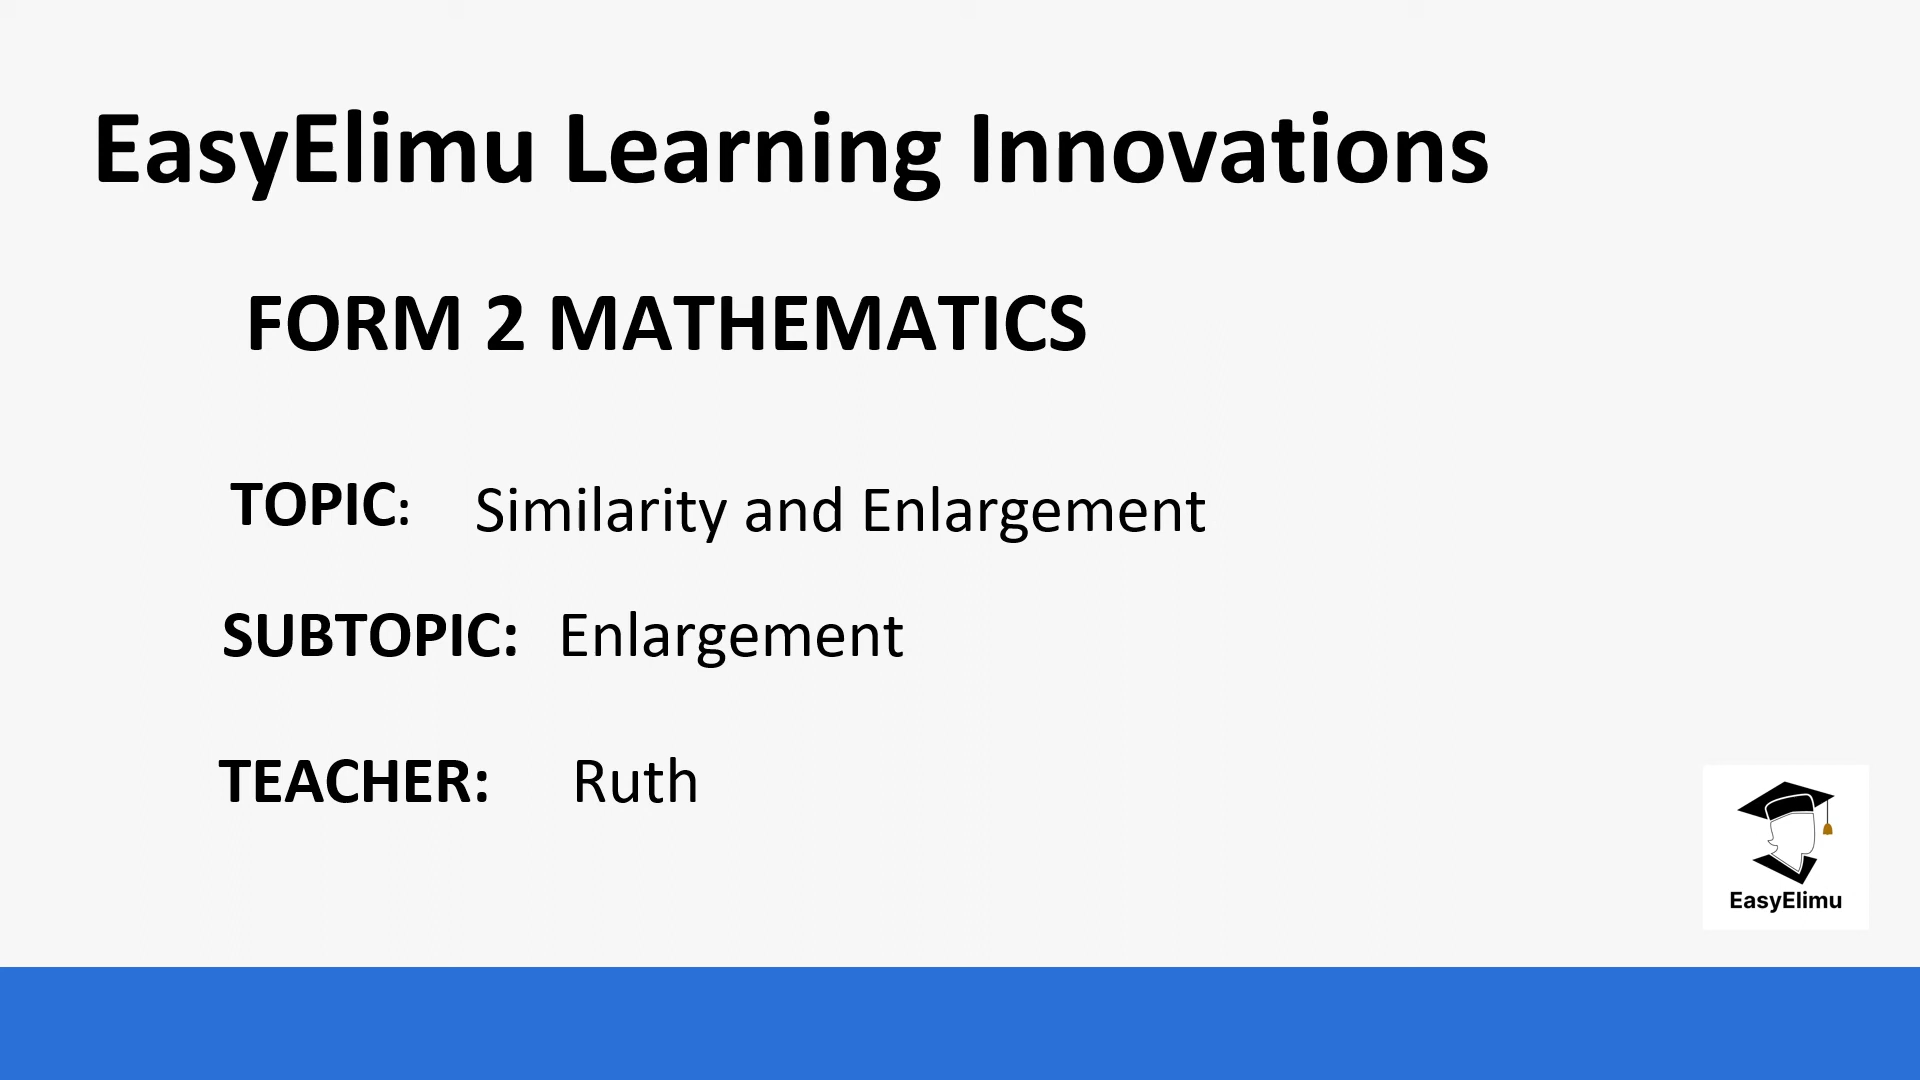 EasyElimu Learning Innovations
FORM 2 MATHEMATICS
TOPIC: Similarity and Enlargement
SUBTOPIC: Enlargement
TEACHER: Ruth
EasyElimu